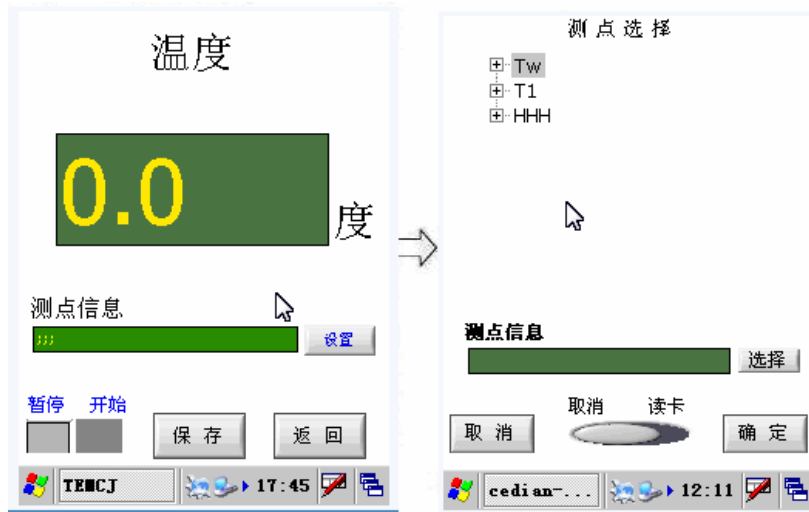 温度
0.0
度
测点信息
;;;
设置
暂停 开始
保 存
返 回
TEMCJ
17:45
测点选择
Tw
T1
HHH
测点信息
选择
取消 读卡
取 消
确 定
cedian-...
12:11